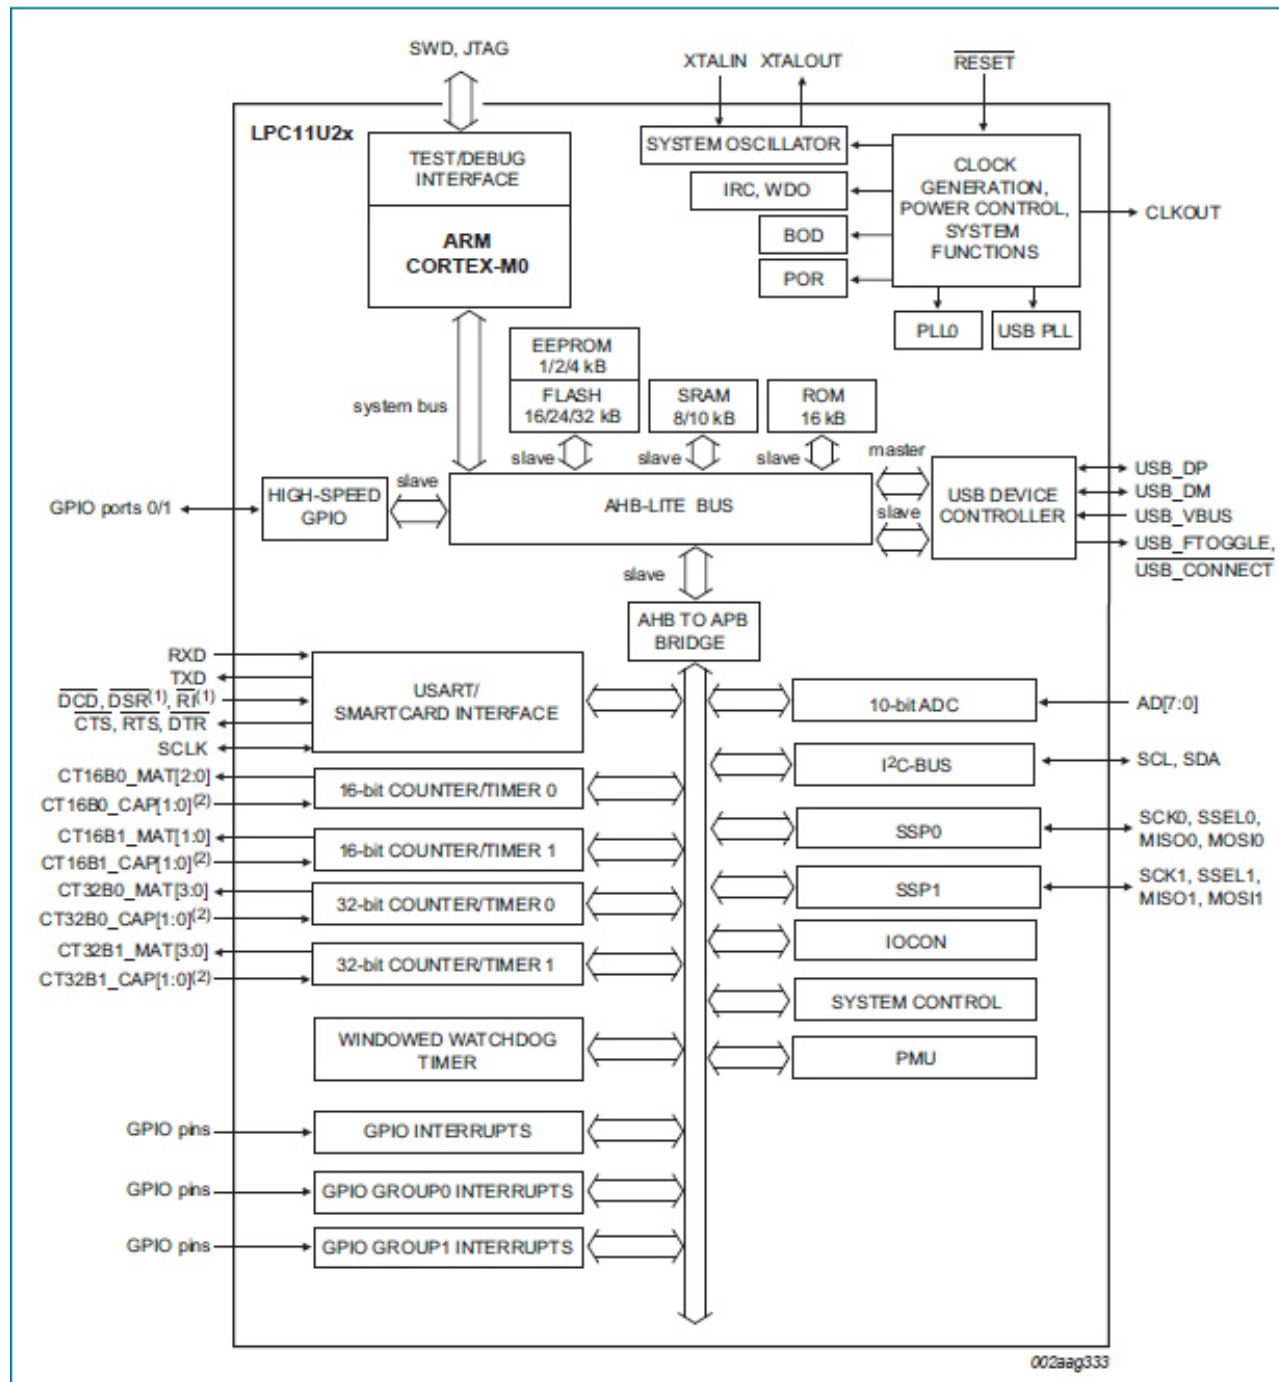 SWD, JTAG
XTALIN XTALOUT
RESET
LPC11U2x
TEST/DEBUG
INTERFACE
ARM
CORTEX-M0
SYSTEM OSCILLATOR
IRC, WDO
BOD
POR
CLOCK
GENERATION,
POWER CONTROL,
SYSTEM
FUNCTIONS
CLKOUT
PLL0
USB PLL
system bus
EEPROM
1/2/4 kB
FLASH
16/24/32 kB
SRAM
8/10 kB
ROM
16 kB
slave
slave
slave
master
slave
GPIO ports 0/1
HIGH-SPEED
GPIO
slave
AHB-LITE BUS
USB DEVICE
CONTROLLER
USB_DP
USB_DM
USB_VBUS
USB_FTOGGLE,
USB_CONNECT
slave
AHB TO APB
BRIDGE
RXD
TXD
DCD, DSR(1), RI(1)
CTS, RTS, DTR
SCLK
USART/
SMARTCARD INTERFACE
CT16B0_MAT[2:0]
CT16B0_CAP[1:0](2)
16-bit COUNTER/TIMER 0
CT16B1_MAT[1:0]
CT16B1_CAP[1:0](2)
16-bit COUNTER/TIMER 1
CT32B0_MAT[3:0]
CT32B0_CAP[1:0](2)
32-bit COUNTER/TIMER 0
CT32B1_MAT[3:0]
CT32B1_CAP[1:0](2)
32-bit COUNTER/TIMER 1
WINDOWED WATCHDOG
TIMER
GPIO pins
GPIO INTERRUPTS
GPIO pins
GPIO GROUP0 INTERRUPTS
GPIO pins
GPIO GROUP1 INTERRUPTS
10-bit ADC
AD[7:0]
I2C-BUS
SCL, SDA
SSP0
SCK0, SSEL0,
MISO0, MOSI0
SSP1
SCK1, SSEL1,
MISO1, MOSI1
IOCON
SYSTEM CONTROL
PMU
002aag333